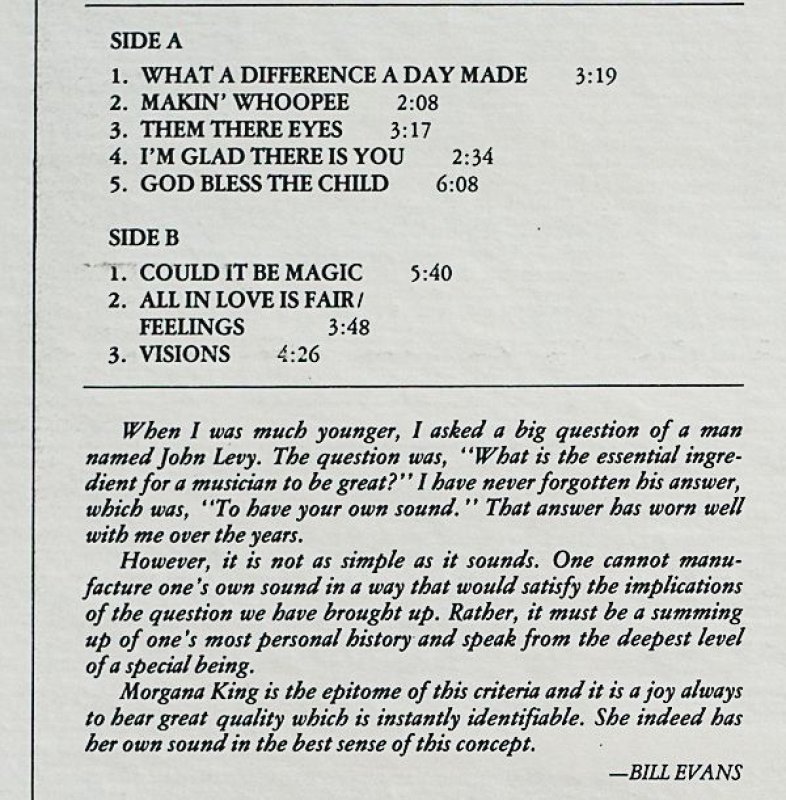 SIDE A
1. WHAT A DIFFERENCE A DAY MADE 3:19
2. MAKIN' WHOOPEE 2:08
3. THEM THERE EYES 3:17
4. I'M GLAD THERE IS YOU 2:34
5. GOD BLESS THE CHILD 6:08
SIDE B
1. COULD IT BE MAGIC 5:40
2. ALL IN LOVE IS FAIR/
FEELINGS 3:48
3. VISIONS 4:26
When I was much younger, I asked a big question of a man
named John Levy. The question was, "What is the essential ingre-
dient for a musician to be great?" I have never forgotten his answer,
which was, "To have your own sound." That answer has worn well
with me over the years.
However, it is not as simple as it sounds. One cannot manu-
facture one's own sound in a way that would satisfy the implications
of the question we have brought up. Rather, it must be a summing
up of one's most personal history and speak from the deepest level
of a special being.
Morgana King is the epitome of this criteria and it is a joy always
to hear great quality which is instantly identifiable. She indeed has
her own sound in the best sense of this concept.
—BILL EVANS